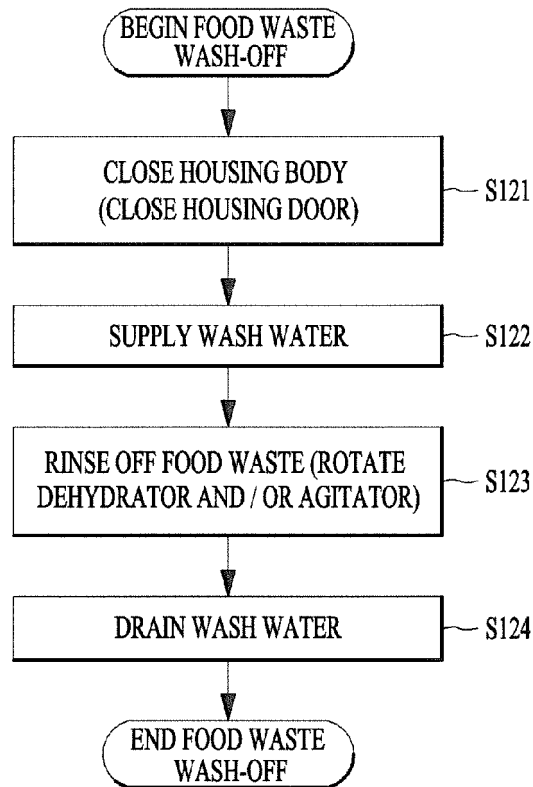 BEGIN FOOD WASTE
WASH-OFF
CLOSE HOUSING BODY
(CLOSE HOUSING DOOR)
S121
SUPPLY WASH WATER
S122
RINSE OFF FOOD WASTE (ROTATE
DEHYDRATOR AND / OR AGITATOR)
S123
DRAIN WASH WATER
S124
END FOOD WASTE
WASH-OFF